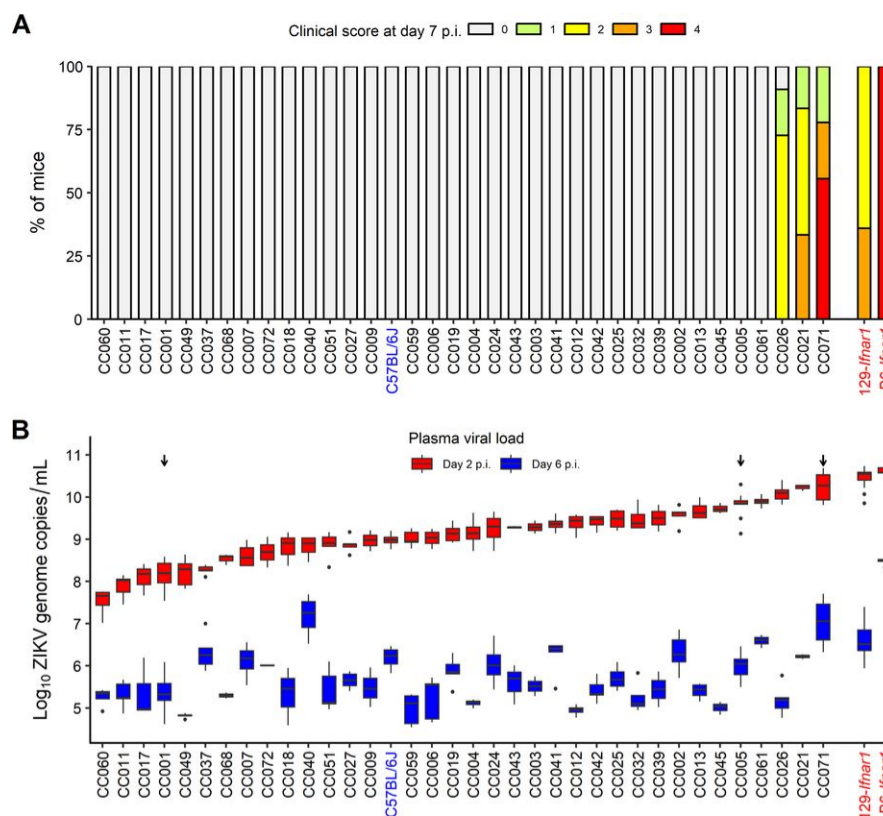 A
Clinical score at day 7 p.i. 0 1 2 3 4
% of mice
100
75
50
25
0
CC060 CC011 CC017 CC001 CC049 CC037 CC068 CC007 CC072 CC018 CC040 CC051 CC027 CC009 C57BL/6J CC059 CC006 CC019 CC004 CC024 CC043 CC003 CC041 CC012 CC042 CC025 CC032 CC039 CC002 CC013 CC045 CC005 CC061 CC026 CC021 CC071 129-Ifnar1
B
Plasma viral load
Day 2 p.i. Day 6 p.i.
Log10 ZIKV genome copies/mL
11
10
9
8
7
6
5
CC060 CC011 CC017 CC001 CC049 CC037 CC068 CC007 CC072 CC018 CC040 CC051 CC027 CC009 C57BL/6J CC059 CC006 CC019 CC004 CC024 CC043 CC003 CC041 CC012 CC042 CC025 CC032 CC039 CC002 CC013 CC045 CC005 CC061 CC026 CC021 CC071 129-Ifnar1